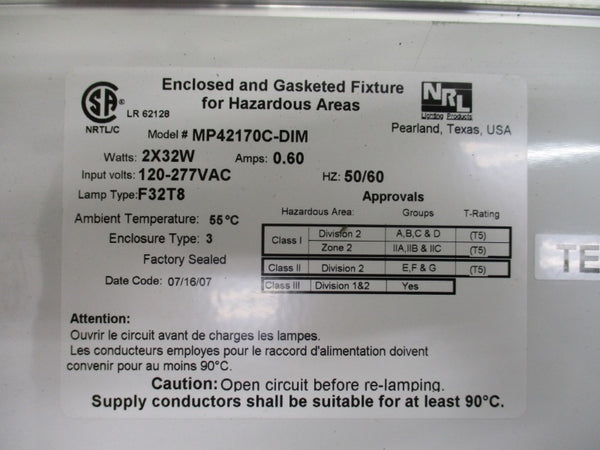 Enclosed and Gasketed Fixture
for Hazardous Areas
SA
LR 62128
NRTL/C
NRL
Lighting Products
Pearland, Texas, USA
Model # MP42170C-DIM
Watts: 2X32W Amps: 0.60
Input volts: 120-277VAC HZ: 50/60
Lamp Type: F32T8
Approvals
Ambient Temperature: 55°C
Enclosure Type: 3
Factory Sealed
Date Code: 07/16/07
Hazardous Area: Groups T-Rating
Class I Division 2 A,B,C & D (T5)
Zone 2 IIA,IIB & IIC (T5)
Class II Division 2 E,F & G (T5)
Class III Division 1&2 Yes
TE
Attention:
Ouvrir le circuit avant de charges les lampes.
Les conducteurs employes pour le raccord d'alimentation doivent
convenir pour au moins 90°C.
Caution: Open circuit before re-lamping.
Supply conductors shall be suitable for at least 90°C.